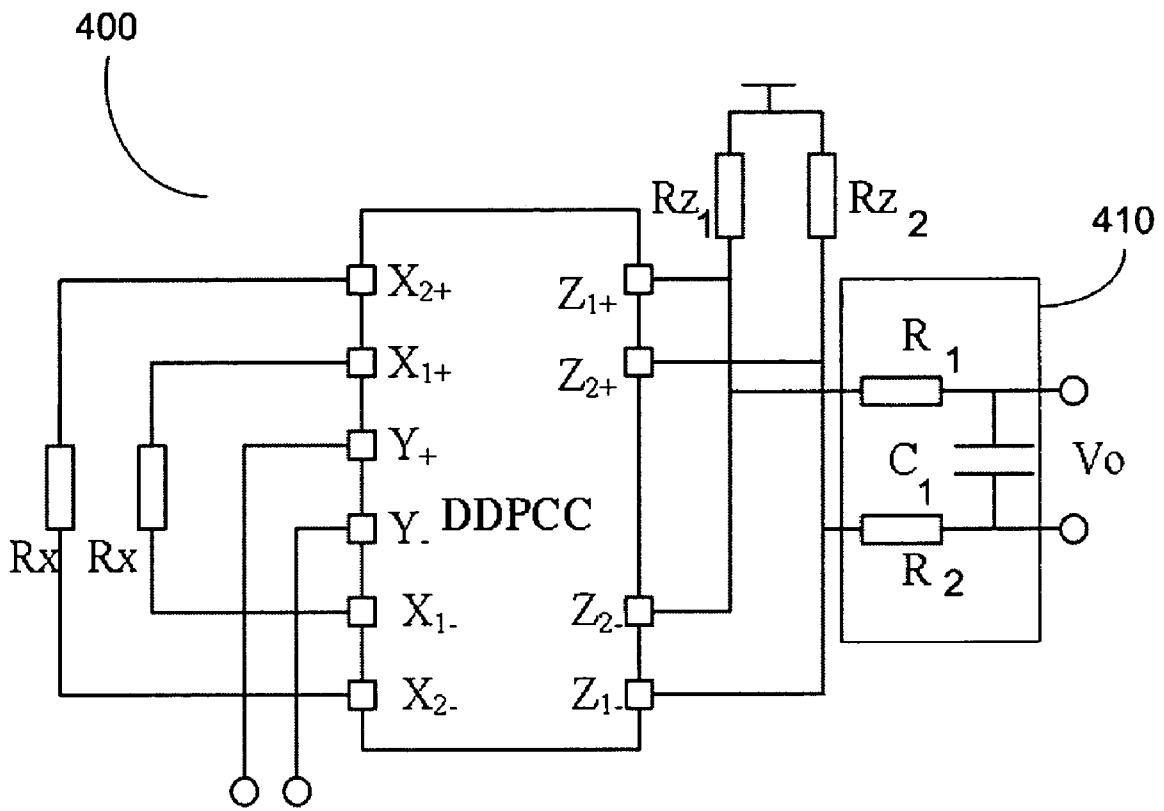 400
Rz1
Rz2
410
X2+
Z1+
X1+
Z2+
R1
Y+
C1
Vo
Y-
DDPCC
Rx
Rx
R2
X1-
Z2-
X2-
Z1-